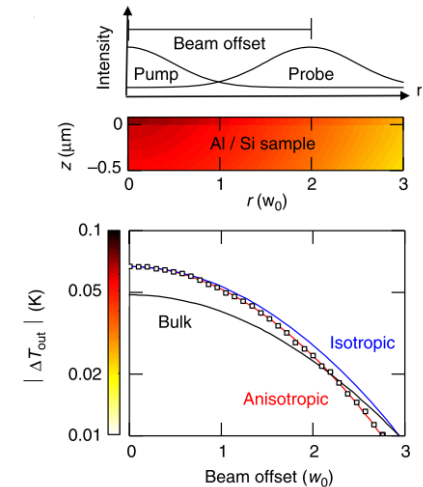 Intensity
Beam offset
Pump
Probe
r
z (μm)
0
−0.5
Al / Si sample
0
1
2
3
r (w0)
| ΔTout | (K)
0.1
0.05
0.02
0.01
Bulk
Isotropic
Anisotropic
0
1
2
3
Beam offset (w0)